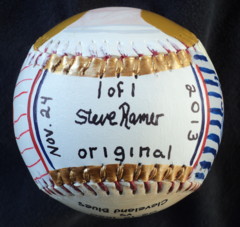 1 of 1
Steve Ramer
original
Nov. 24
2013
Cleveland Blues